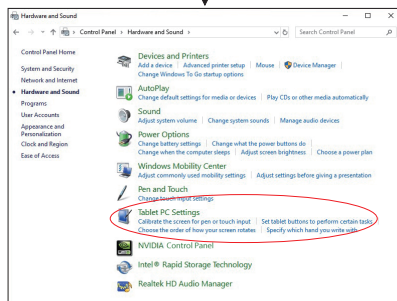 Hardware and Sound
Control Panel > Hardware and Sound >
Search Control Panel
Control Panel Home
System and Security
Network and Internet
Hardware and Sound
Programs
User Accounts
Appearance and
Personalization
Clock and Region
Ease of Access
Devices and Printers
Add a device | Advanced printer setup | Mouse | Device Manager |
Change Windows To Go startup options
AutoPlay
Change default settings for media or devices | Play CDs or other media automatically
Sound
Adjust system volume | Change system sounds | Manage audio devices
Power Options
Change battery settings | Change what the power buttons do |
Change when the computer sleeps | Adjust screen brightness | Choose a power plan
Windows Mobility Center
Adjust commonly used mobility settings | Adjust settings before giving a presentation
Pen and Touch
Change touch input settings
Tablet PC Settings
Calibrate the screen for pen or touch input | Set tablet buttons to perform certain tasks
Choose the order of how your screen rotates | Specify which hand you write with
NVIDIA Control Panel
Intel® Rapid Storage Technology
Realtek HD Audio Manager